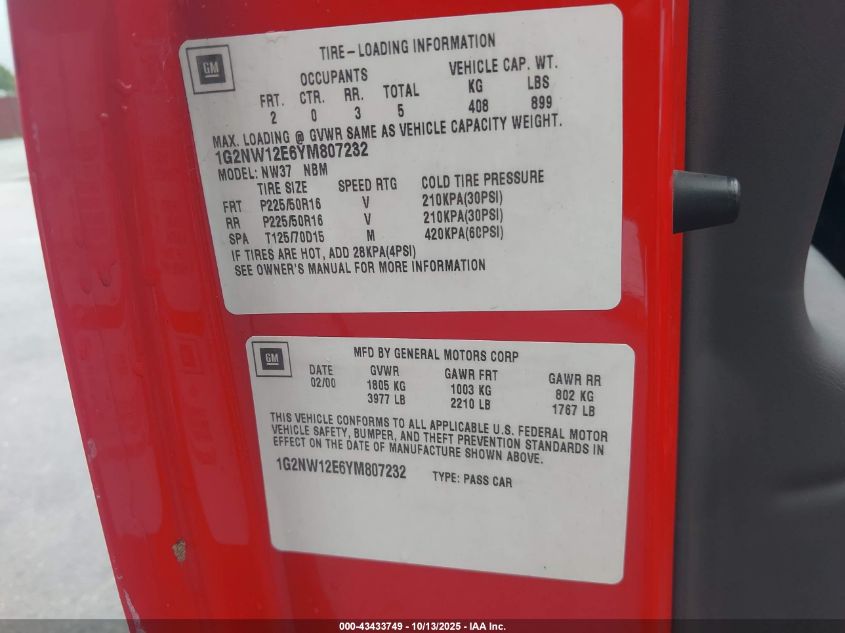 GM
TIRE-LOADING INFORMATION
OCCUPANTS VEHICLE CAP. WT.
FRT. CTR. RR. TOTAL KG LBS
2 0 3 5 408 899
MAX. LOADING @ GVWR SAME AS VEHICLE CAPACITY WEIGHT.
1G2NW12E6YM807232
MODEL: NW37 NBM
TIRE SIZE SPEED RTG COLD TIRE PRESSURE
FRT P225/50R16 V 210KPA(30PSI)
RR P225/50R16 V 210KPA(30PSI)
SPA T125/70D15 M 420KPA(60PSI)
IF TIRES ARE HOT, ADD 28KPA(4PSI)
SEE OWNER'S MANUAL FOR MORE INFORMATION
GM
MFD BY GENERAL MOTORS CORP
DATE GVWR GAWR FRT GAWR RR
02/00 1805 KG 1003 KG 802 KG
3977 LB 2210 LB 1767 LB
THIS VEHICLE CONFORMS TO ALL APPLICABLE U.S. FEDERAL MOTOR
VEHICLE SAFETY, BUMPER, AND THEFT PREVENTION STANDARDS IN
EFFECT ON THE DATE OF MANUFACTURE SHOWN ABOVE.
1G2NW12E6YM807232 TYPE: PASS CAR
000-43433749 - 10/13/2025 - IAA Inc.